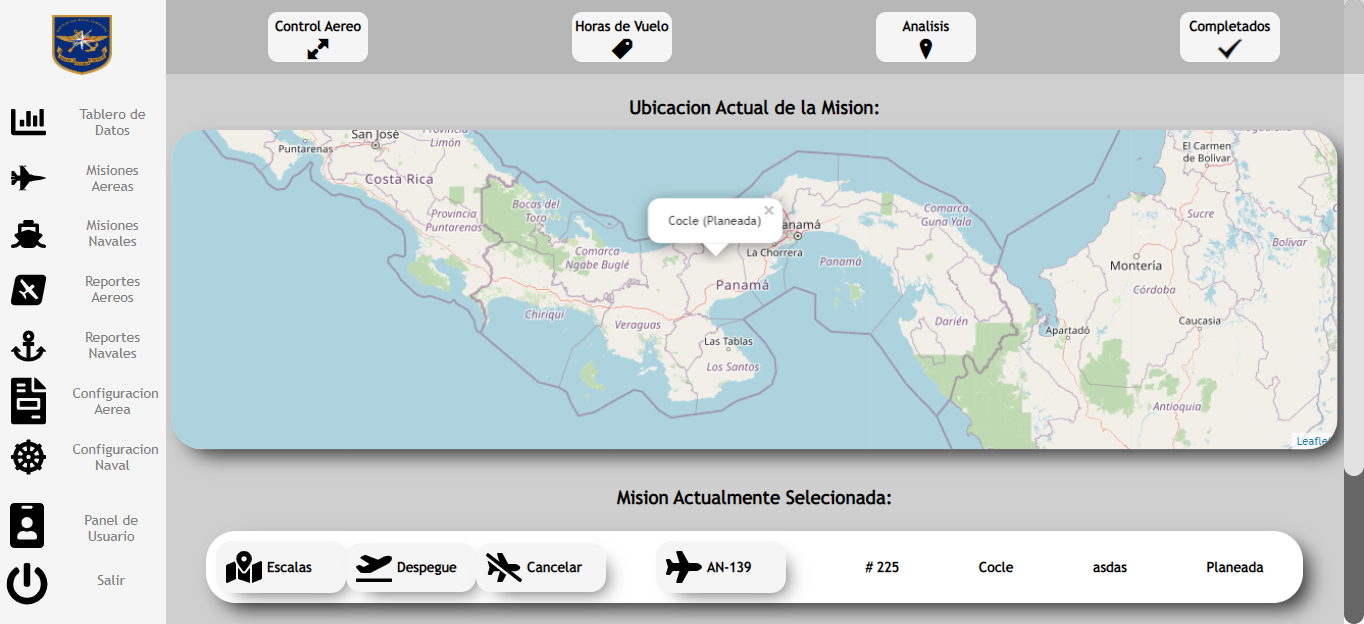 Control Aereo
Horas de Vuelo
Analisis
Completados
Tablero de
Datos
Misiones
Aereas
Misiones
Navales
Reportes
Aereos
Reportes
Navales
Configuracion
Aerea
Configuracion
Naval
Panel de
Usuario
Salir
Ubicacion Actual de la Mision:
San José
Provincia
Limón
Puntarenas
Costa Rica
Provincia
Puntarenas
Bocas del
Toro
Comarca
Ngabe Buglé
Chiriqui
Veraguas
Cocle (Planeada)
×
anamá
La Chorrera
Panamá
Panamá
Las Tablas
Los Santos
Comarca
Guna Yala
Darién
El Carmen
de Bolívar
Sucre
Bolívar
Montería
Córdoba
Caucasia
Apartadó
Antioquia
Leafle
Mision Actualmente Selecionada:
Escalas
Despegue
Cancelar
AN-139
# 225
Cocle
asdas
Planeada